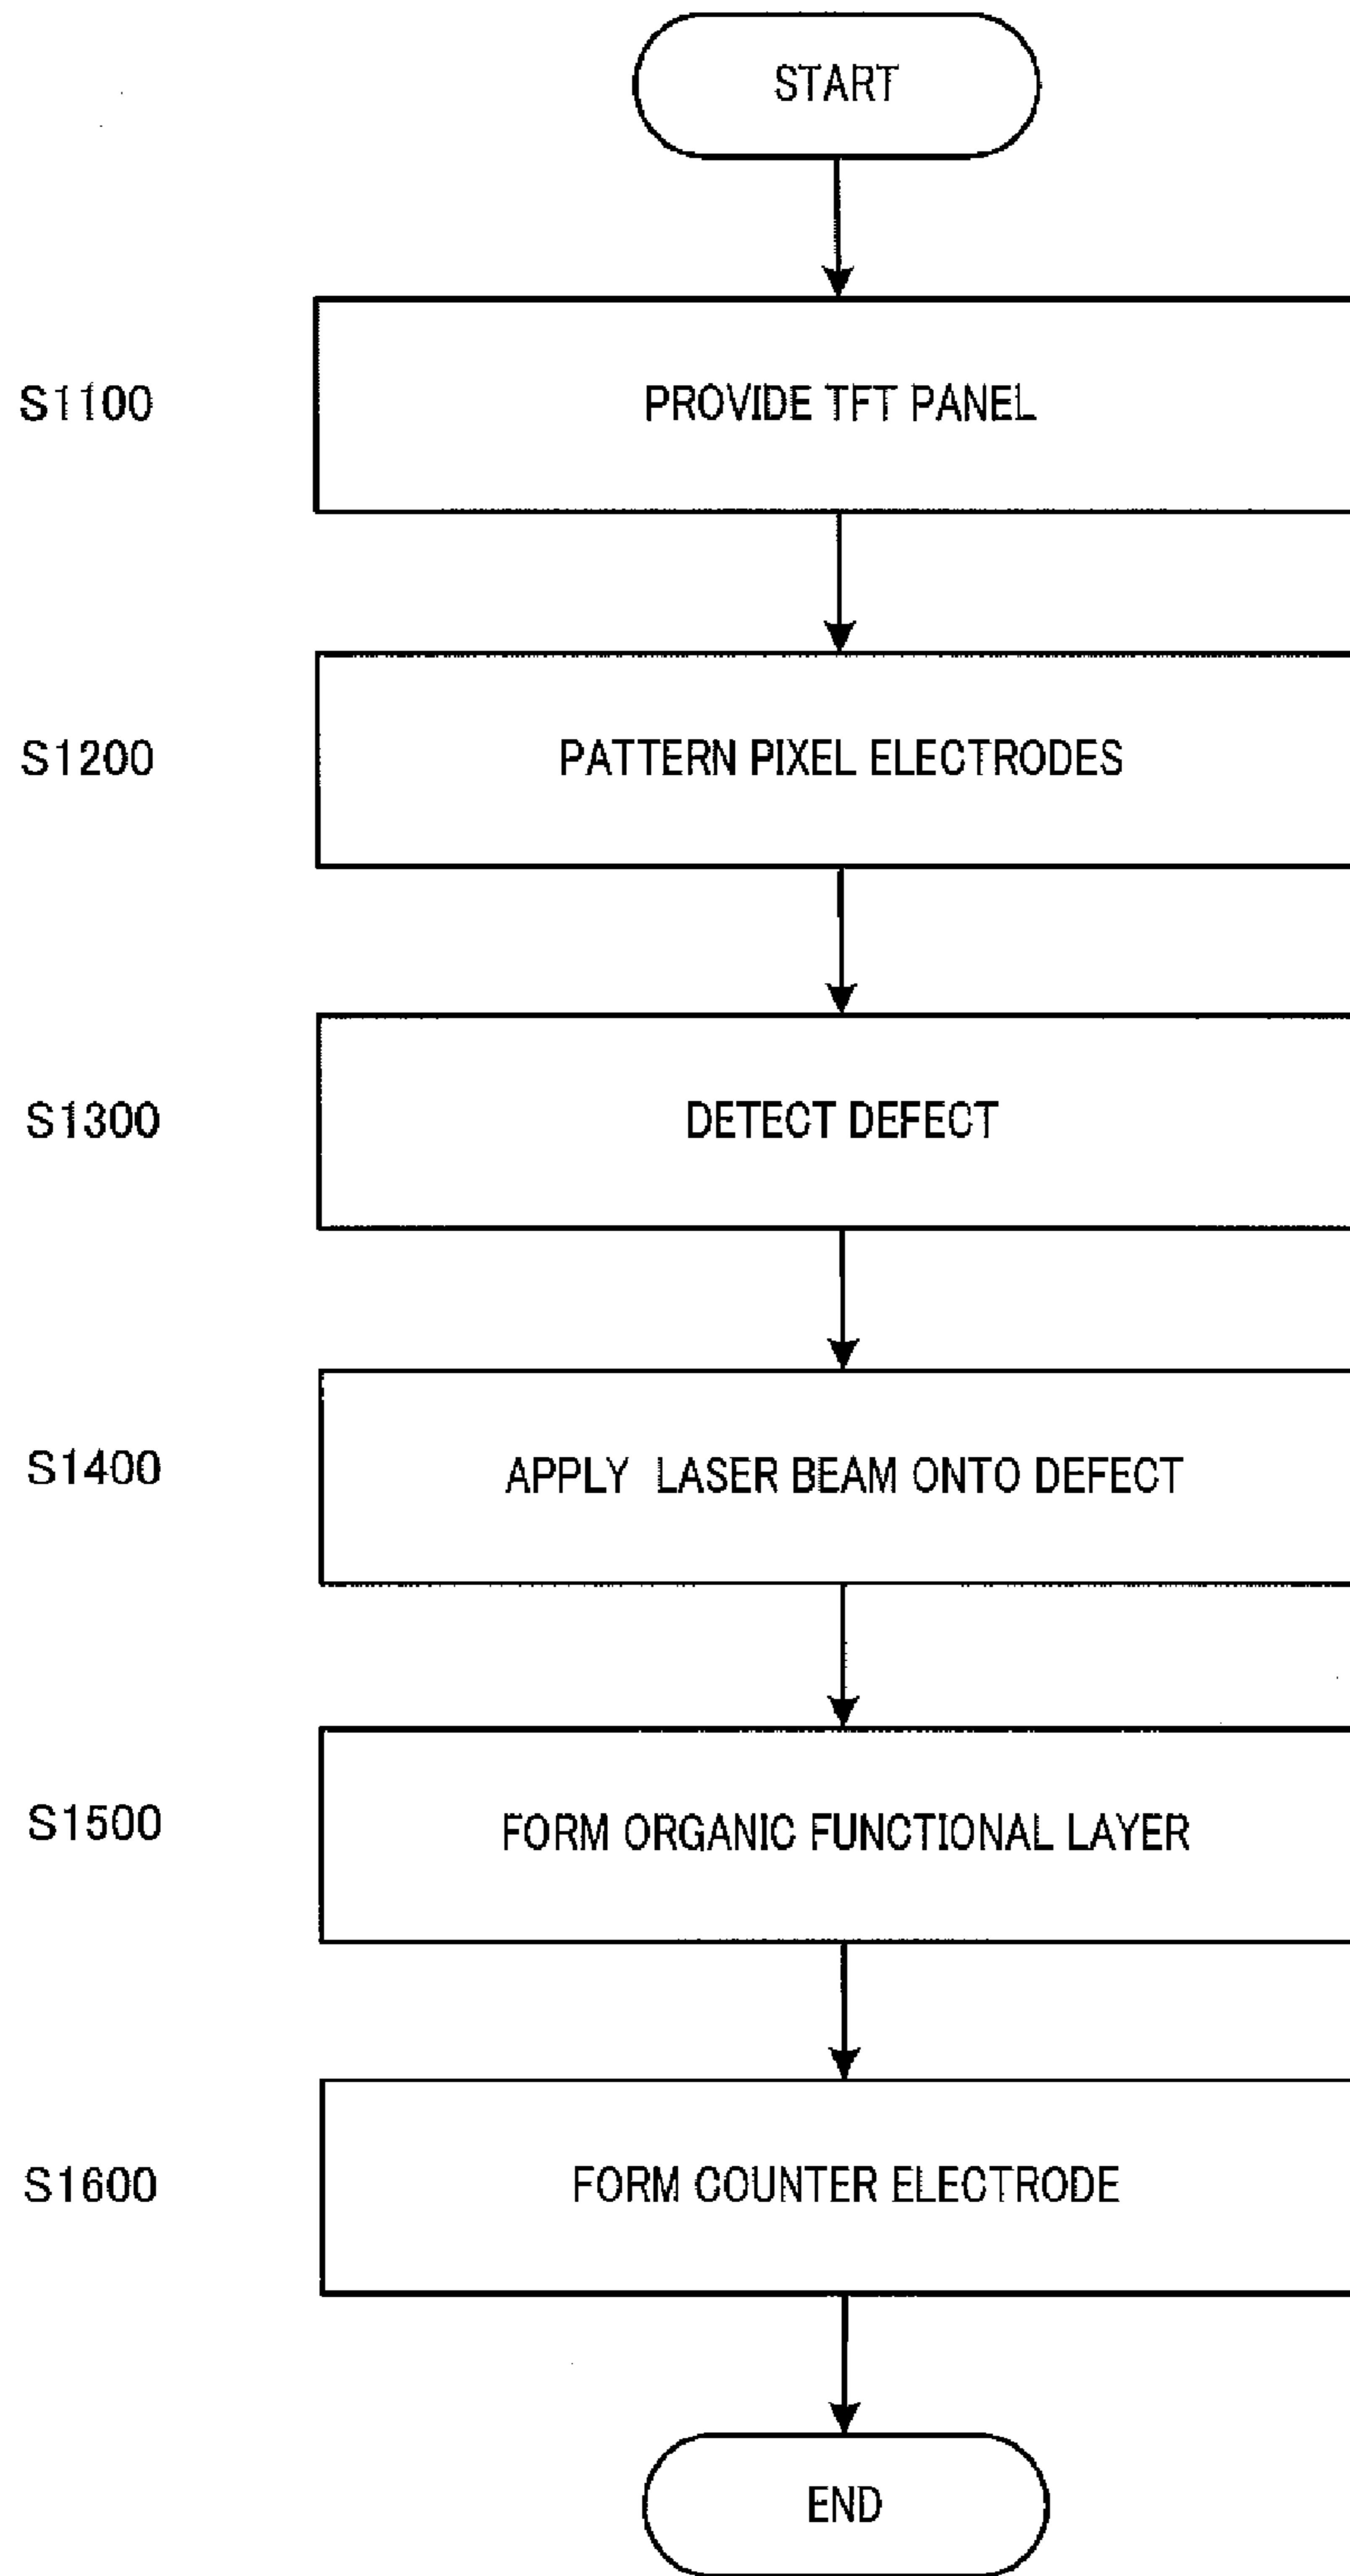 START
S1100
PROVIDE TFT PANEL
S1200
PATTERN PIXEL ELECTRODES
S1300
DETECT DEFECT
S1400
APPLY LASER BEAM ONTO DEFECT
S1500
FORM ORGANIC FUNCTIONAL LAYER
S1600
FORM COUNTER ELECTRODE
END